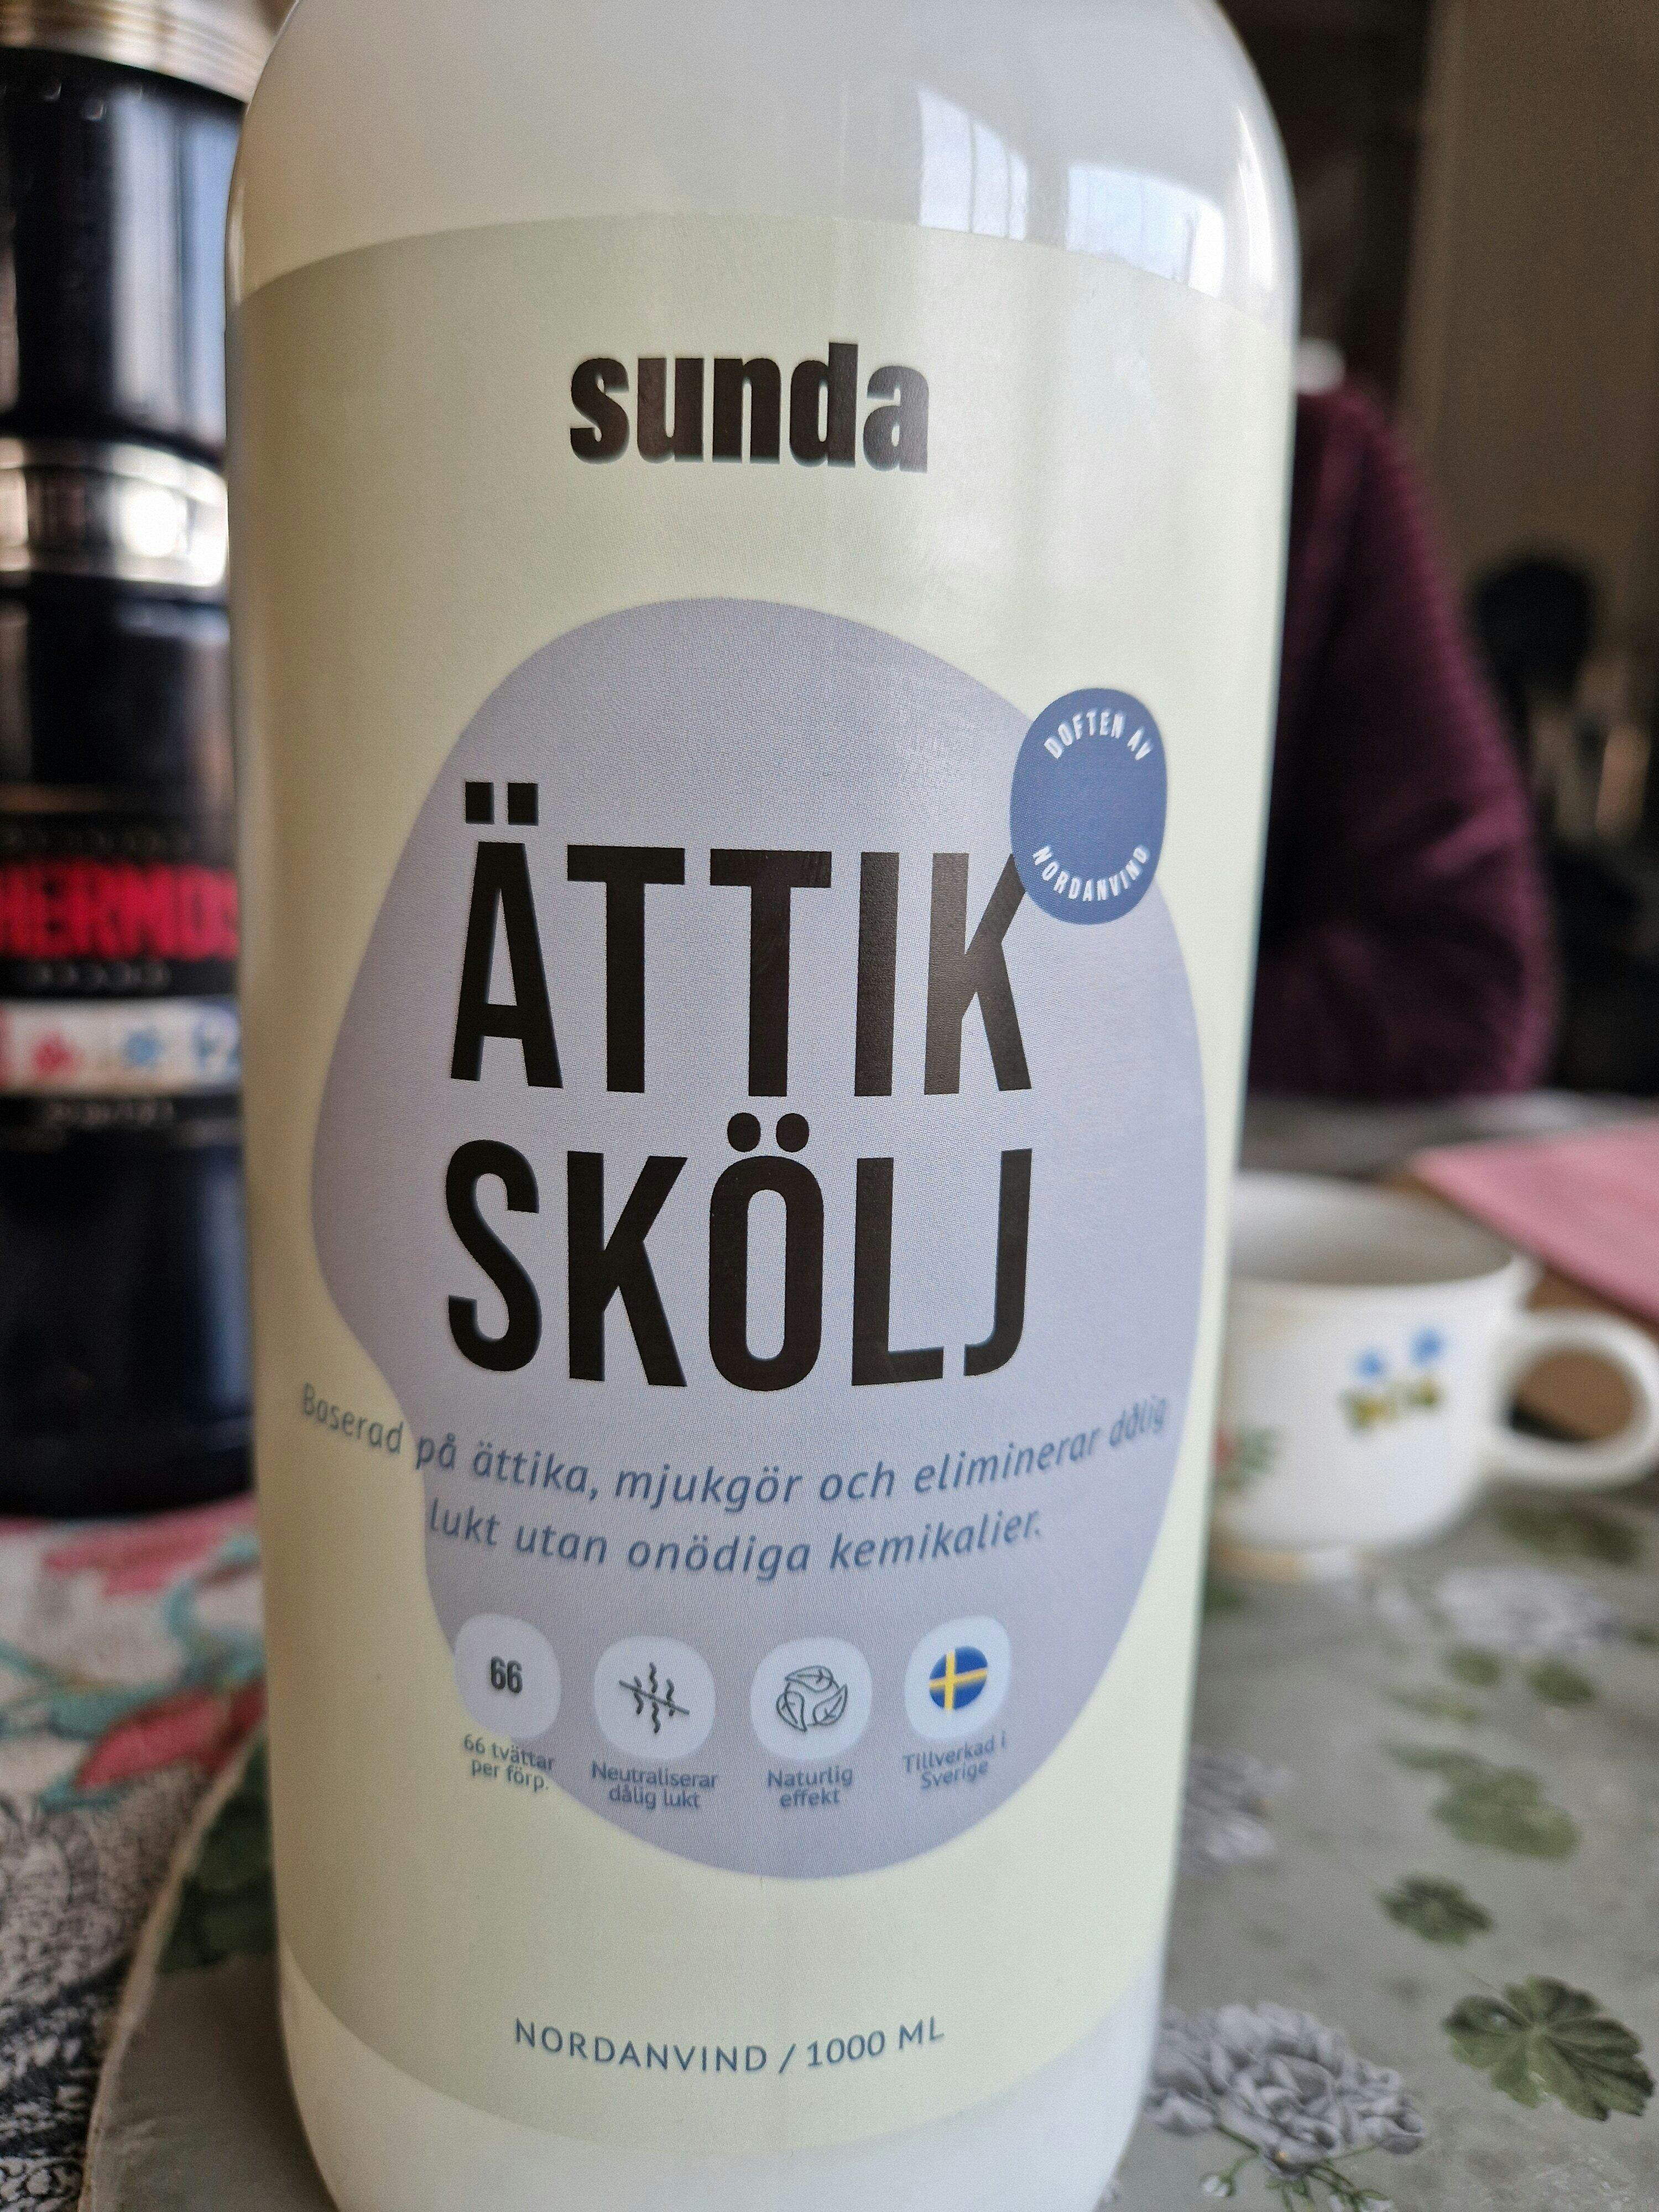 sunda
DOFTEN AV
NORDANVIND
ÄTTIK
SKÖLJ
Baserad på ättika, mjukgör och eliminerar dålig
lukt utan onödiga kemikalier.
66
66 tvättar
per förp.
Neutraliserar
dålig lukt
Naturlig
effekt
Tillverkad i
Sverige
NORDANVIND / 1000 ML
HERMOS